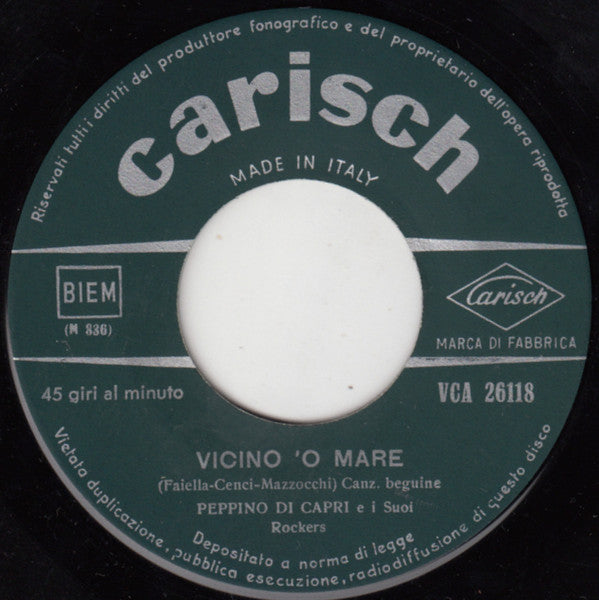 Riservati tutti i diritti del produttore fonografico e del proprietario dell'opera riprodotta
carisch
MADE IN ITALY
BIEM
(M 836)
Carisch
MARCA DI FABBRICA
45 giri al minuto
VCA 26118
VICINO 'O MARE
(Faiella-Cenci-Mazzocchi) Canz. beguine
PEPPINO DI CAPRI e i Suoi
Rockers
Depositato a norma di legge
Vietata duplicazione, pubblica esecuzione, radiodiffusione di questo disco